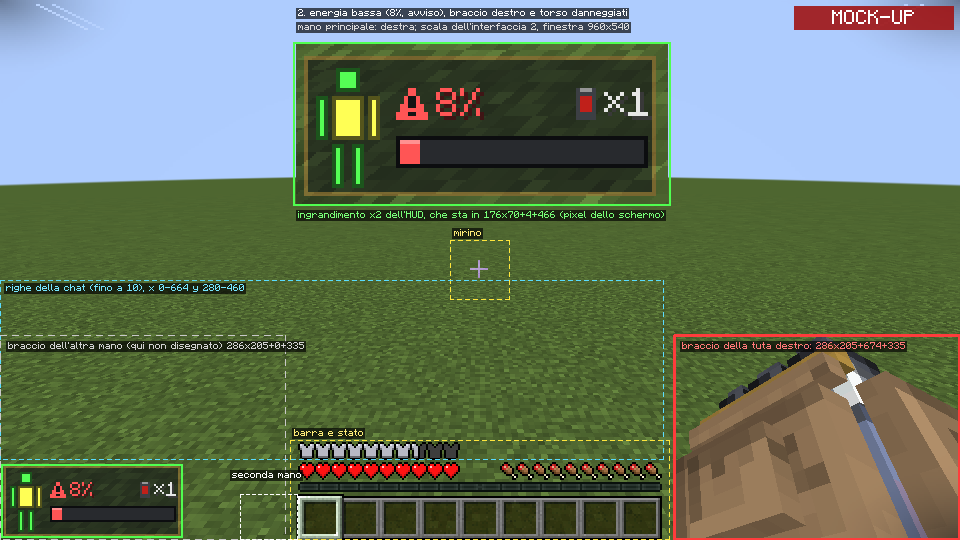 2. energia bassa (8%, avviso), braccio destro e torso danneggiati
MOCK-UP
mano principale: destra; scala dell'interfaccia 2, finestra 960x540
8%
x1
ingrandimento x2 dell'HUD, che sta in 176x70+4+466 (pixel dello schermo)
mirino
righe della chat (fino a 10), x 0-664 y 280-460
braccio dell'altra mano (qui non disegnato) 286x205+0+335
braccio della tuta destro: 286x205+674+335
barra e stato
seconda mano
8%
x1